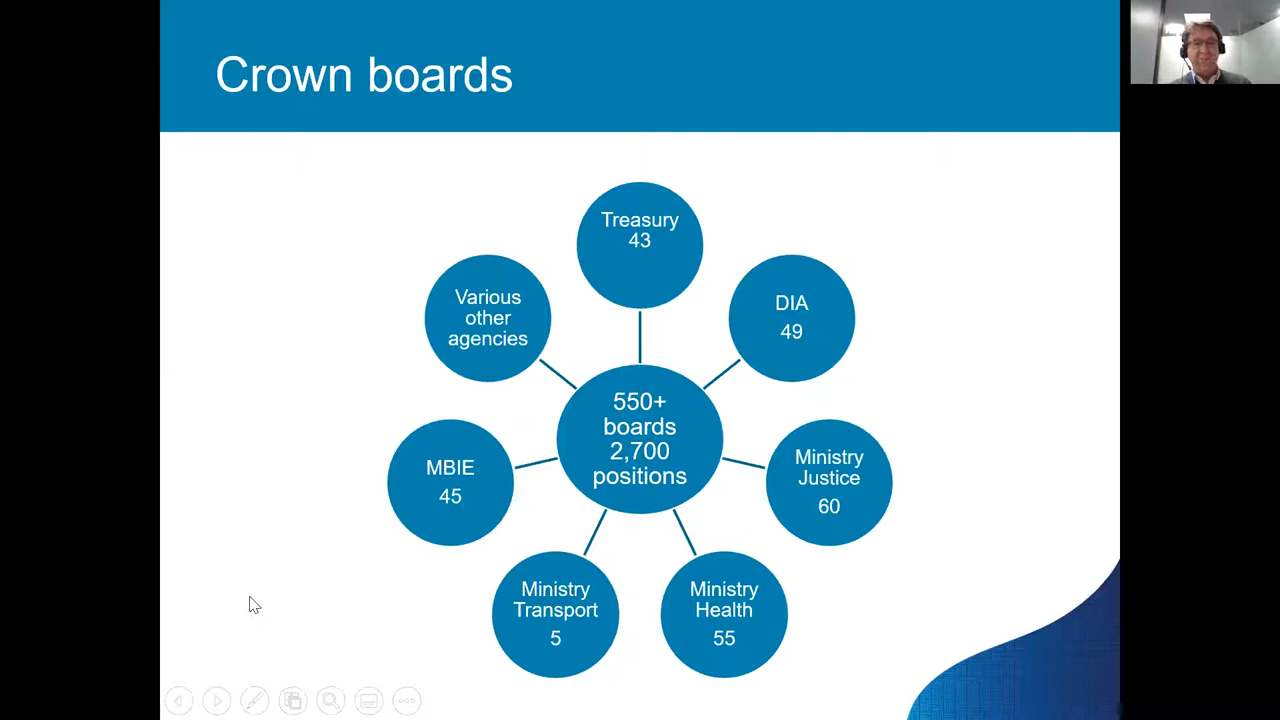 Crown boards
Treasury
43
DIA
49
Ministry
Justice
60
Ministry
Health
55
Ministry
Transport
5
MBIE
45
Various
other
agencies
550+
boards
2,700
positions